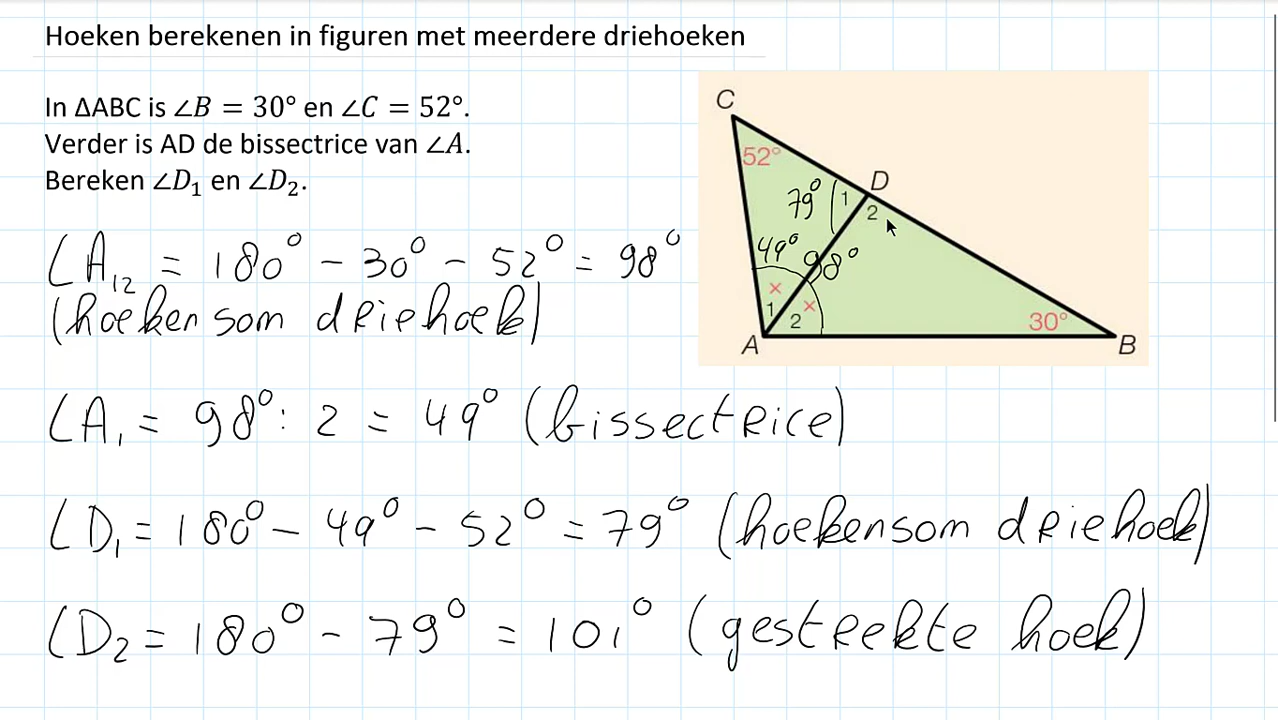 Hoeken berekenen in figuren met meerdere driehoeken
In ΔABC is ∠B = 30° en ∠C = 52°.
Verder is AD de bissectrice van ∠A.
Bereken ∠D₁ en ∠D₂.
C
52°
D
79°
1
2
49°
98°
×
×
1
2
30°
A
B
∠A₁₂ = 180° - 30° - 52° = 98°
(hoekensom driehoek)
∠A₁ = 98° : 2 = 49° (bissectrice)
∠D₁ = 180° - 49° - 52° = 79° (hoekensom driehoek)
∠D₂ = 180° - 79° = 101° (gestrekte hoek)